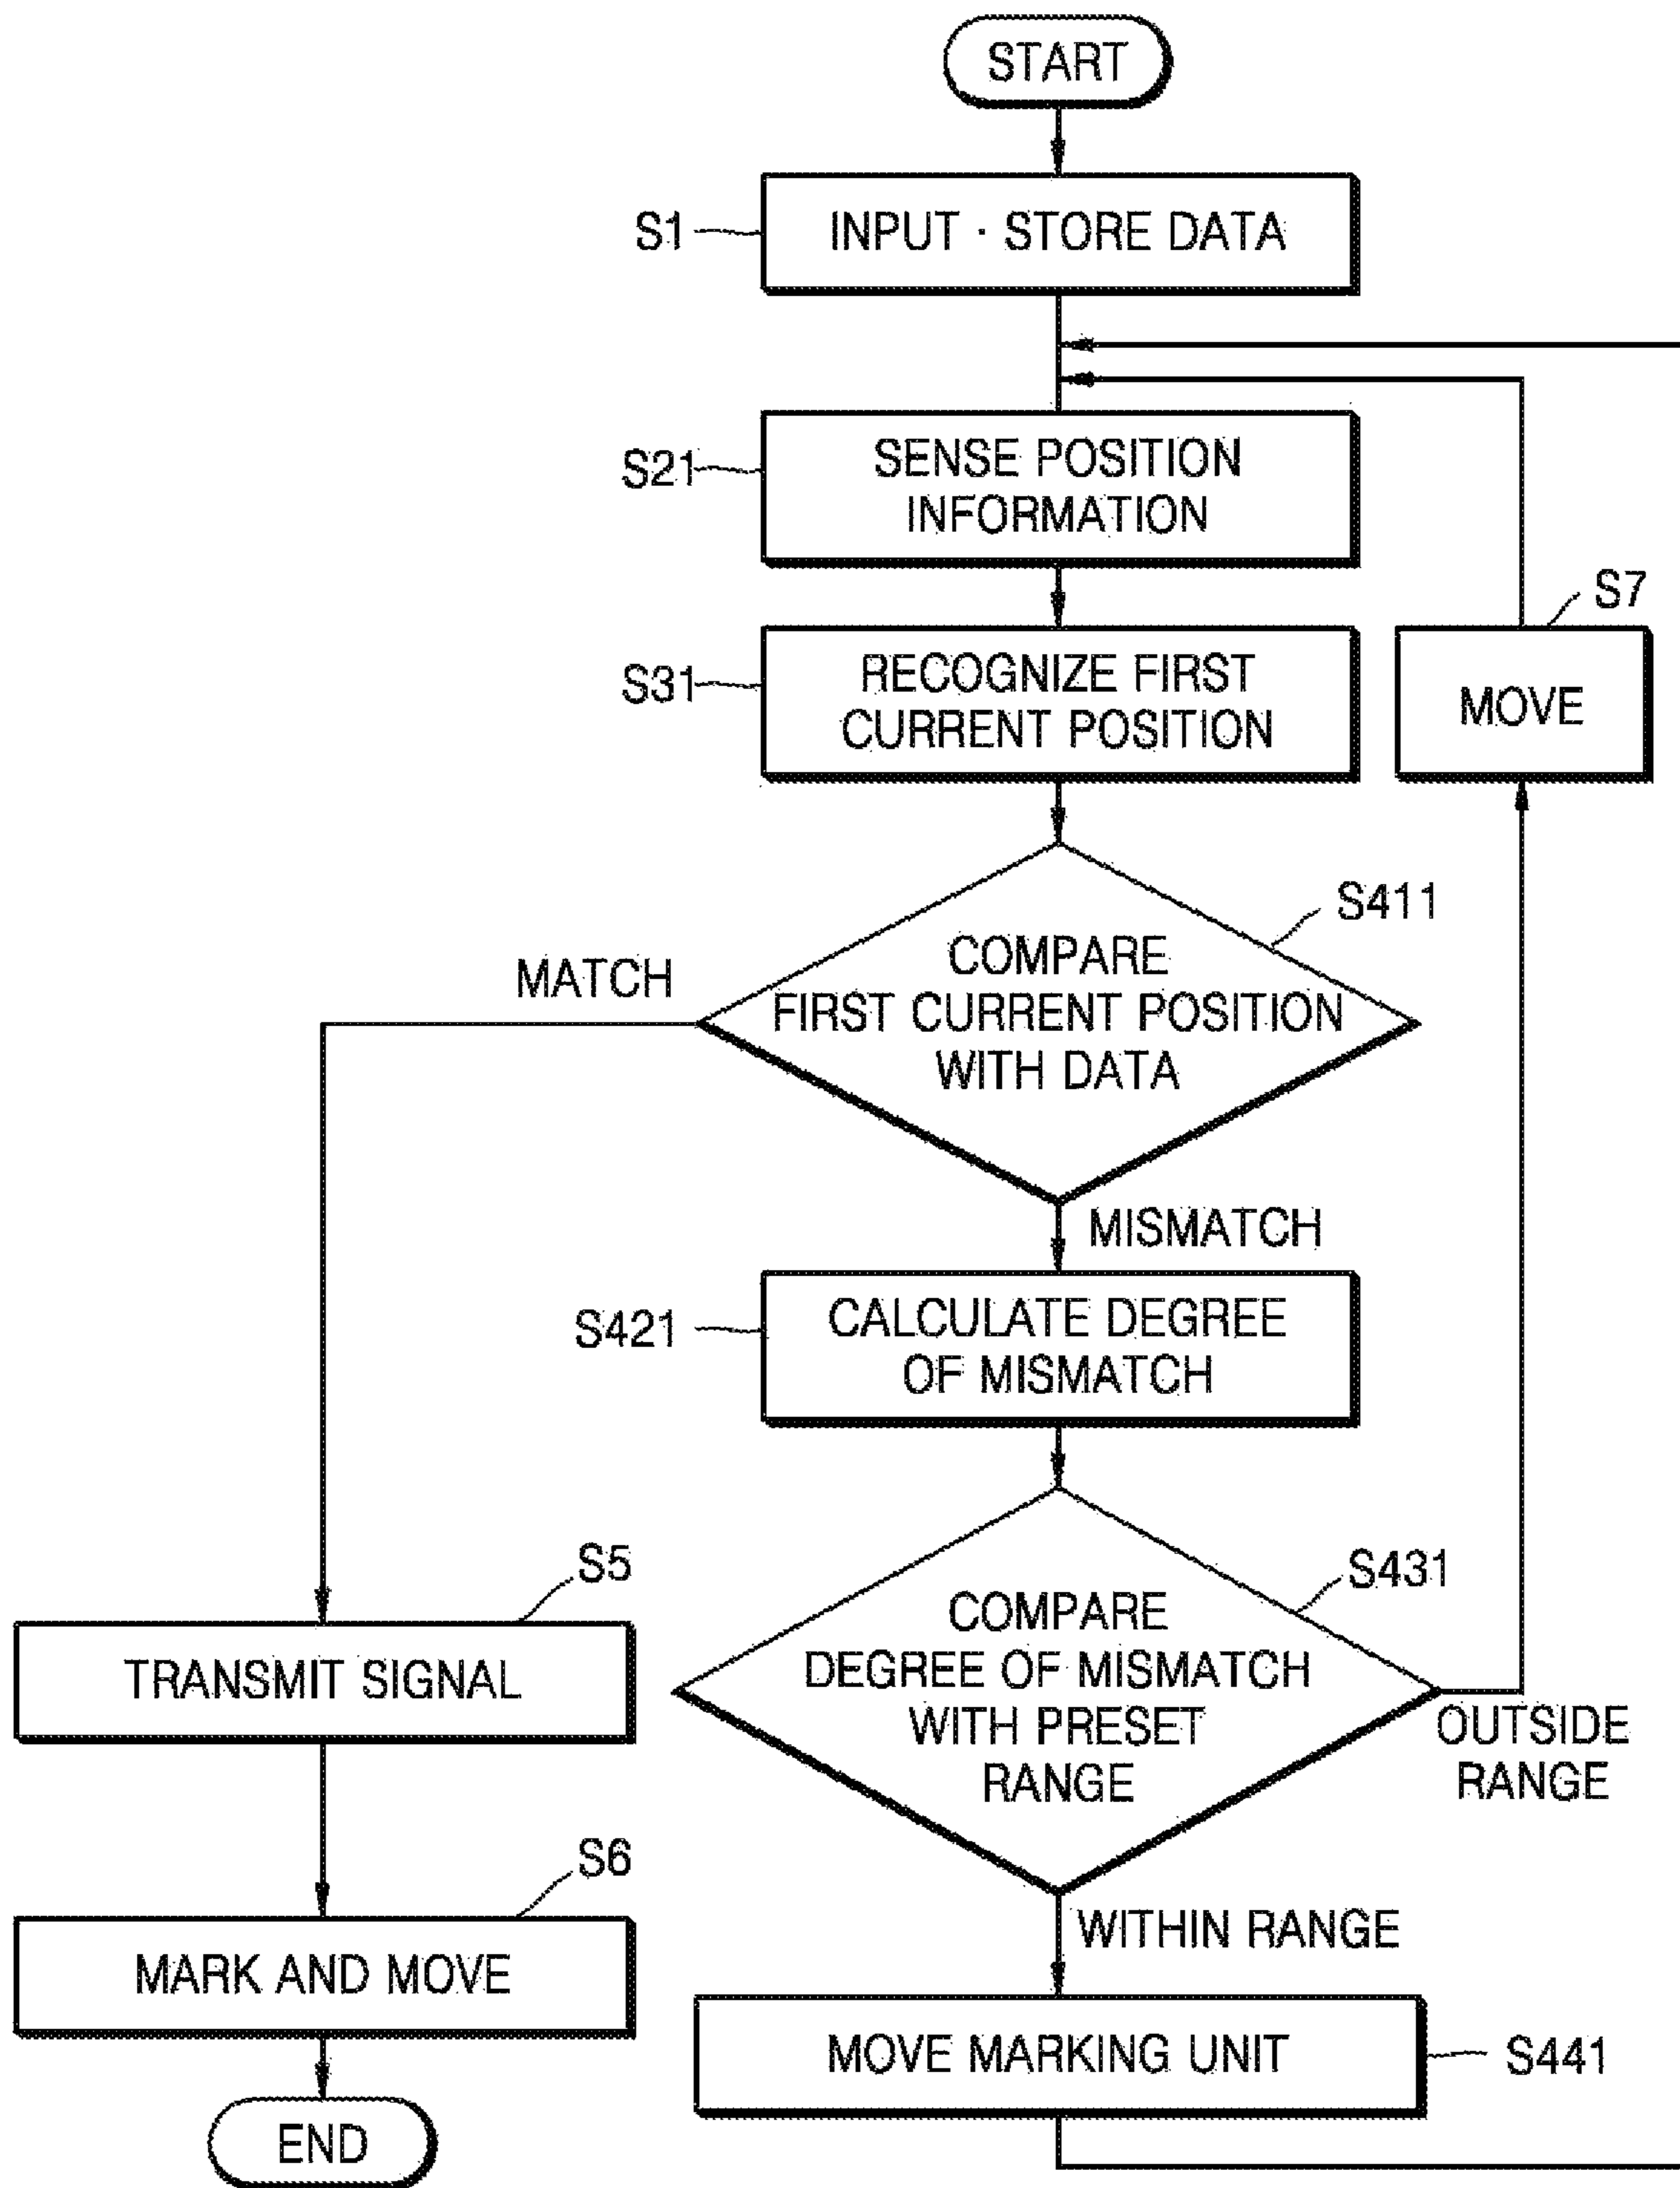 START
S1
INPUT · STORE DATA
S21
SENSE POSITION
INFORMATION
S7
S31
RECOGNIZE FIRST
CURRENT POSITION
MOVE
S411
MATCH
COMPARE
FIRST CURRENT POSITION
WITH DATA
MISMATCH
S421
CALCULATE DEGREE
OF MISMATCH
S5
S431
TRANSMIT SIGNAL
COMPARE
DEGREE OF MISMATCH
WITH PRESET
RANGE
OUTSIDE
RANGE
S6
WITHIN RANGE
MARK AND MOVE
MOVE MARKING UNIT
S441
END